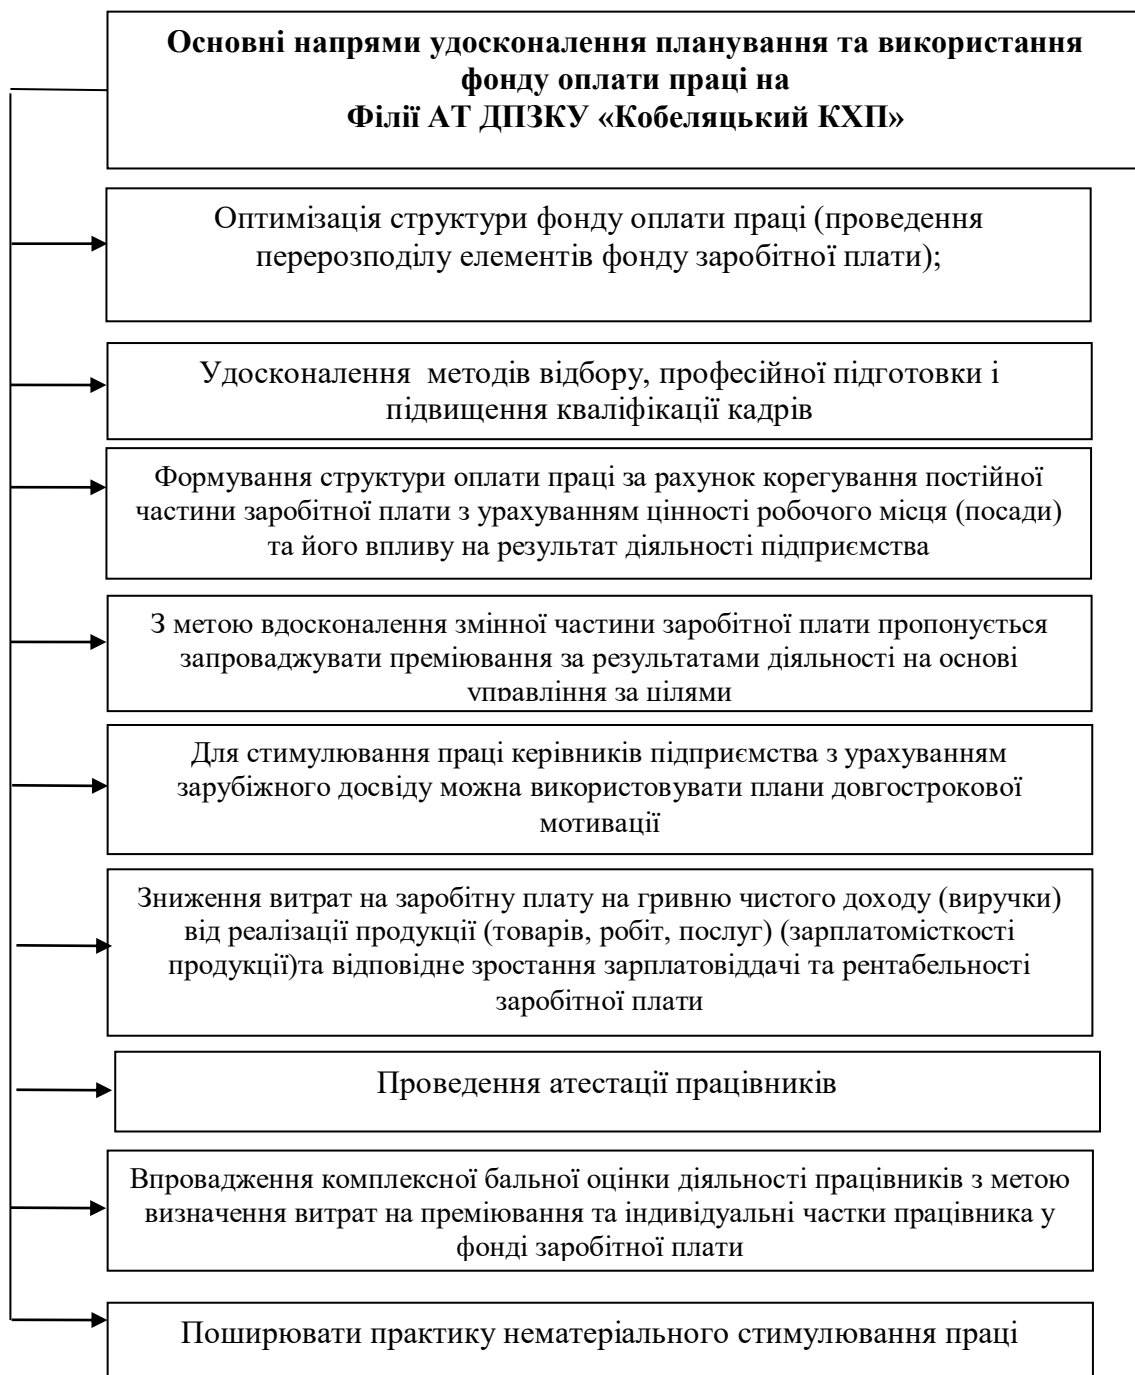 Основні напрями удосконалення планування та використання
фонду оплати праці на
Філії АТ ДПЗКУ «Кобеляцький КХП»
Оптимізація структури фонду оплати праці (проведення
перерозподілу елементів фонду заробітної плати);
Удосконалення методів відбору, професійної підготовки і
підвищення кваліфікації кадрів
Формування структури оплати праці за рахунок корегування постійної
частини заробітної плати з урахуванням цінності робочого місця (посади)
та його впливу на результат діяльності підприємства
З метою вдосконалення змінної частини заробітної плати пропонується
запроваджувати преміювання за результатами діяльності на основі
управління за цілями
Для стимулювання праці керівників підприємства з урахуванням
зарубіжного досвіду можна використовувати плани довгострокової
мотивації
Зниження витрат на заробітну плату на гривню чистого доходу (виручки)
від реалізації продукції (товарів, робіт, послуг) (зарплатомісткості
продукції)та відповідне зростання зарплатовіддачі та рентабельності
заробітної плати
Проведення атестації працівників
Впровадження комплексної бальної оцінки діяльності працівників з метою
визначення витрат на преміювання та індивідуальні частки працівника у
фонді заробітної плати
Поширювати практику нематеріального стимулювання праці